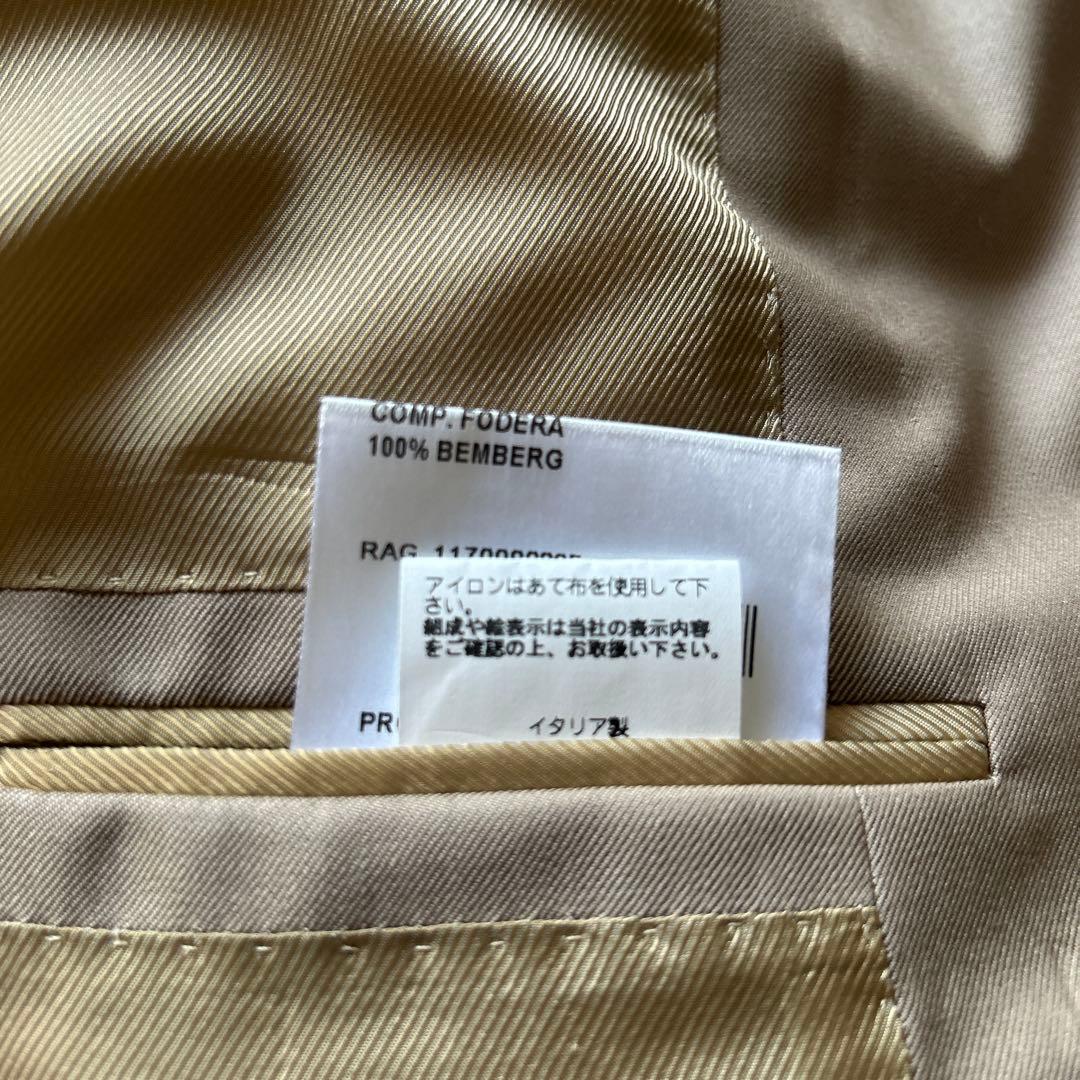 COMP. FODERA
100% BEMBERG
RAG.
アイロンはあて布を使用して下
さい。
組成や絵表示は当社の表示内容
をご確認の上、お取扱い下さい。
イタリア製